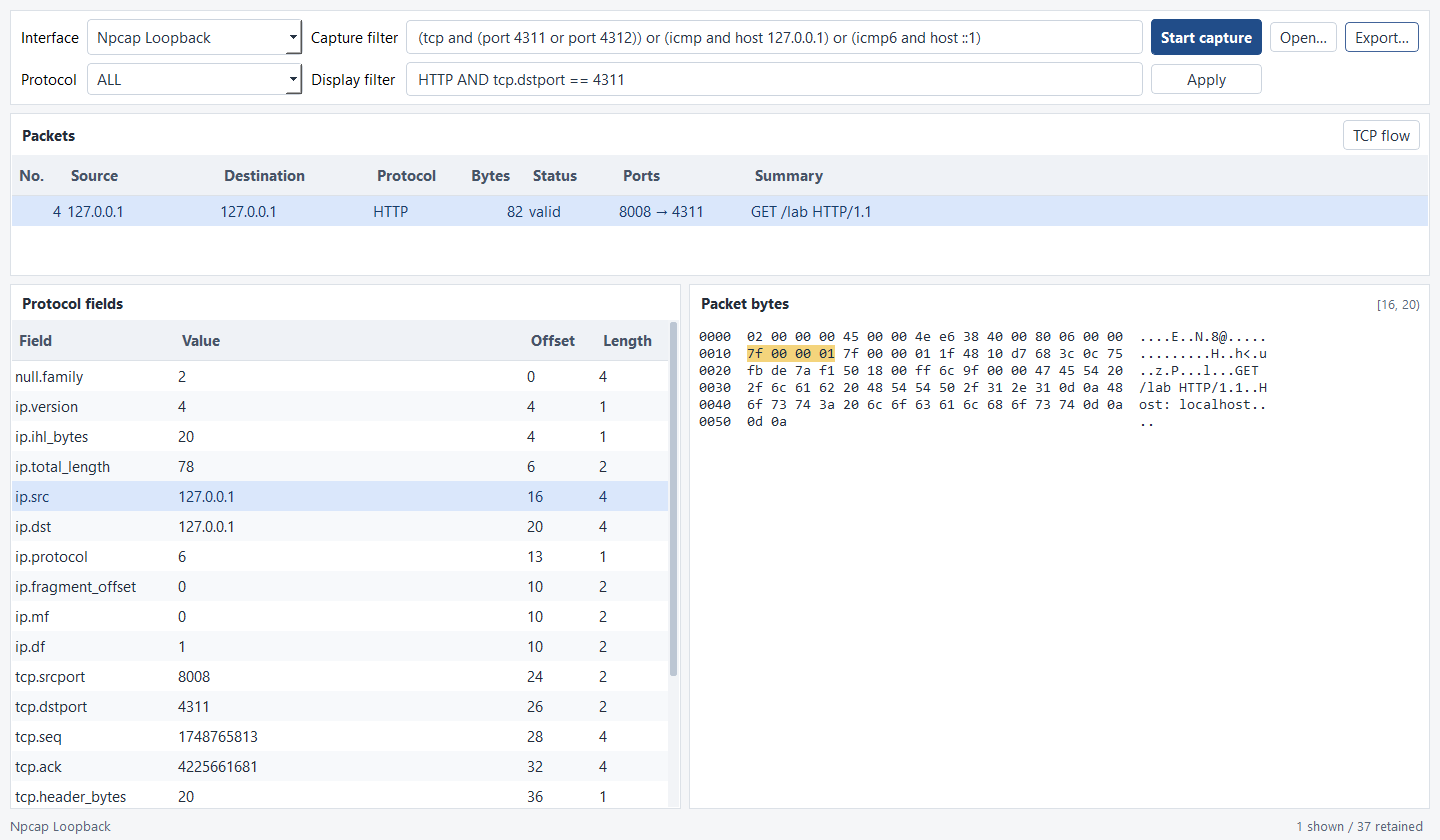 Interface Npcap Loopback Capture filter (tcp and (port 4311 or port 4312)) or (icmp and host 127.0.0.1) or (icmp6 and host ::1) Start capture Open... Export...
Protocol ALL Display filter HTTP AND tcp.dstport == 4311 Apply
Packets TCP flow
No. Source Destination Protocol Bytes Status Ports Summary
4 127.0.0.1 127.0.0.1 HTTP 82 valid 8008 → 4311 GET /lab HTTP/1.1
Protocol fields
Field Value Offset Length
null.family 2 0 4
ip.version 4 4 1
ip.ihl_bytes 20 4 1
ip.total_length 78 6 2
ip.src 127.0.0.1 16 4
ip.dst 127.0.0.1 20 4
ip.protocol 6 13 1
ip.fragment_offset 0 10 2
ip.mf 0 10 2
ip.df 1 10 2
tcp.srcport 8008 24 2
tcp.dstport 4311 26 2
tcp.seq 1748765813 28 4
tcp.ack 4225661681 32 4
tcp.header_bytes 20 36 1
Packet bytes [16, 20)
0000 02 00 00 00 45 00 00 4e e6 38 40 00 80 06 00 00 ....E..N.8@.....
0010 7f 00 00 01 7f 00 00 01 1f 48 10 d7 68 3c 0c 75 .........H..h<.u
0020 fb de 7a f1 50 18 00 ff 6c 9f 00 00 47 45 54 20 ..z.P...l...GET
0030 2f 6c 61 62 20 48 54 54 50 2f 31 2e 31 0d 0a 48 /lab HTTP/1.1..H
0040 6f 73 74 3a 20 6c 6f 63 61 6c 68 6f 73 74 0d 0a ost: localhost..
0050 0d 0a ..
Npcap Loopback 1 shown / 37 retained